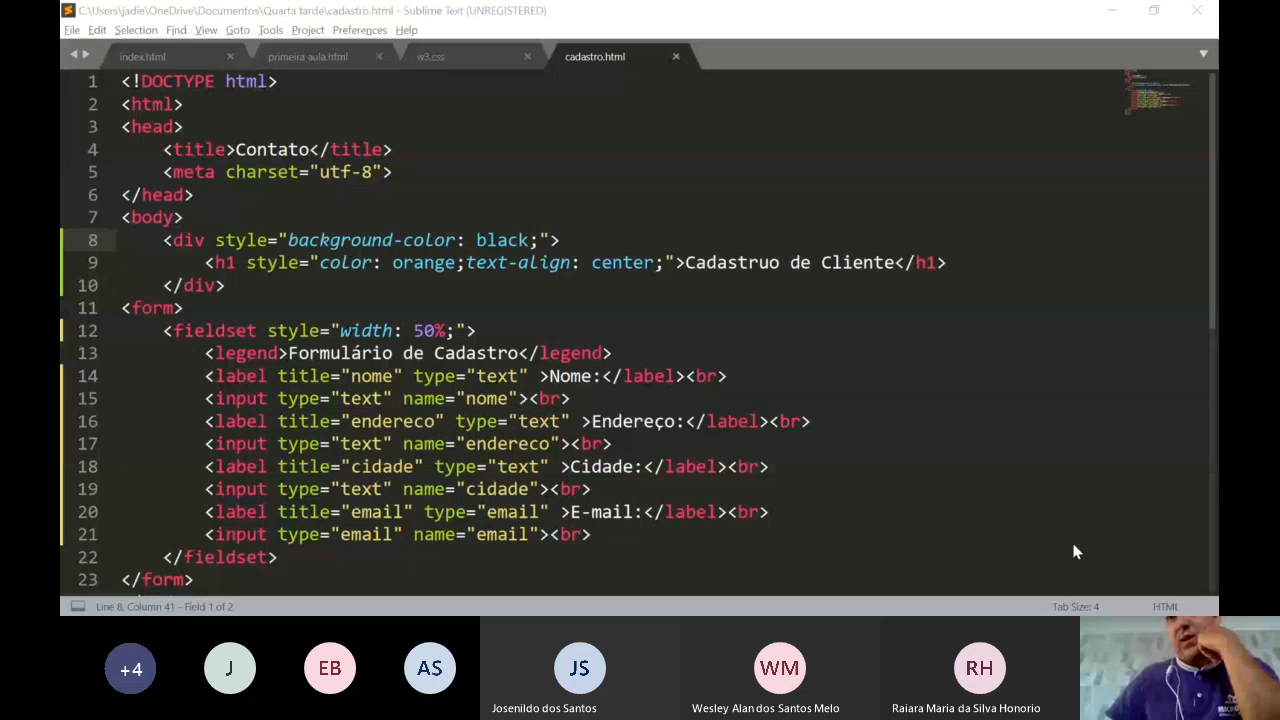 C:\Users\jadie\OneDrive\Documentos\Quarta tarde\cadastro.html - Sublime Text (UNREGISTERED)
File Edit Selection Find View Goto Tools Project Preferences Help
index.html primeira aula.html w3.css cadastro.html
1 <!DOCTYPE html>
2 <html>
3 <head>
4 <title>Contato</title>
5 <meta charset="utf-8">
6 </head>
7 <body>
8 <div style="background-color: black;">
9 <h1 style="color: orange;text-align: center;">Cadastruo de Cliente</h1>
10 </div>
11 <form>
12 <fieldset style="width: 50%;">
13 <legend>Formulário de Cadastro</legend>
14 <label title="nome" type="text" >Nome:</label><br>
15 <input type="text" name="nome"><br>
16 <label title="endereco" type="text" >Endereço:</label><br>
17 <input type="text" name="endereco"><br>
18 <label title="cidade" type="text" >Cidade:</label><br>
19 <input type="text" name="cidade"><br>
20 <label title="email" type="email" >E-mail:</label><br>
21 <input type="email" name="email"><br>
22 </fieldset>
23 </form>
Line 8, Column 41 - Field 1 of 2 Tab Size: 4 HTML
+4 J EB AS JS WM RH
Josenildo dos Santos Wesley Alan dos Santos Melo Raiara Maria da Silva Honorio